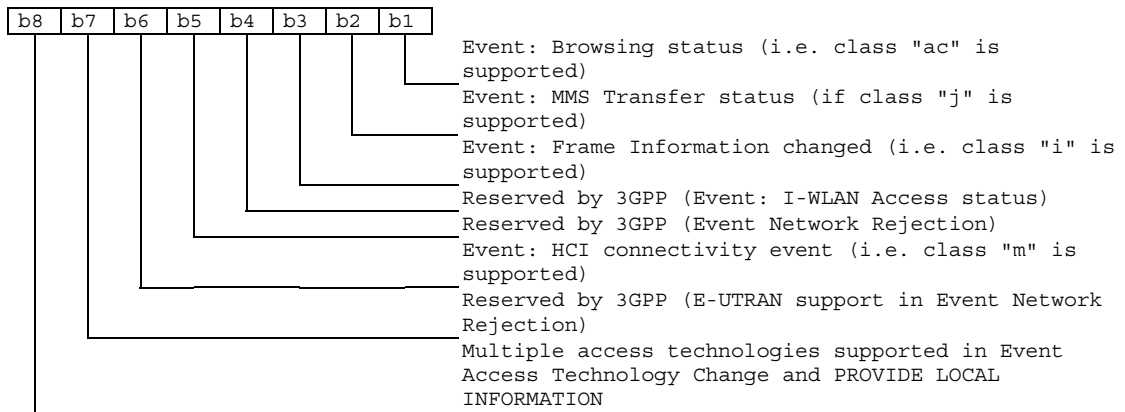 b8 b7 b6 b5 b4 b3 b2 b1
Event: Browsing status (i.e. class "ac" is
supported)
Event: MMS Transfer status (if class "j" is
supported)
Event: Frame Information changed (i.e. class "i" is
supported)
Reserved by 3GPP (Event: I-WLAN Access status)
Reserved by 3GPP (Event Network Rejection)
Event: HCI connectivity event (i.e. class "m" is
supported)
Reserved by 3GPP (E-UTRAN support in Event Network
Rejection)
Multiple access technologies supported in Event
Access Technology Change and PROVIDE LOCAL
INFORMATION